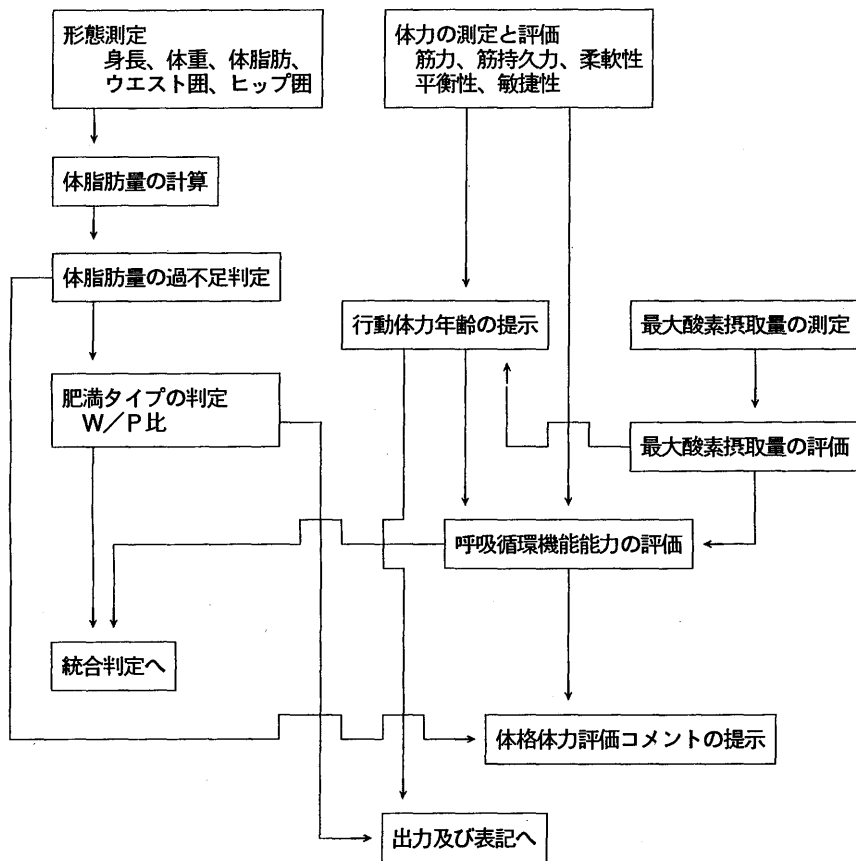 形態測定
身長、体重、体脂肪、
ウエスト囲、ヒップ囲
体力の測定と評価
筋力、筋持久力、柔軟性
平衡性、敏捷性
体脂肪量の計算
体脂肪量の過不足判定
行動体力年齢の提示
最大酸素摂取量の測定
肥満タイプの判定
W／P比
最大酸素摂取量の評価
呼吸循環機能能力の評価
統合判定へ
体格体力評価コメントの提示
出力及び表記へ